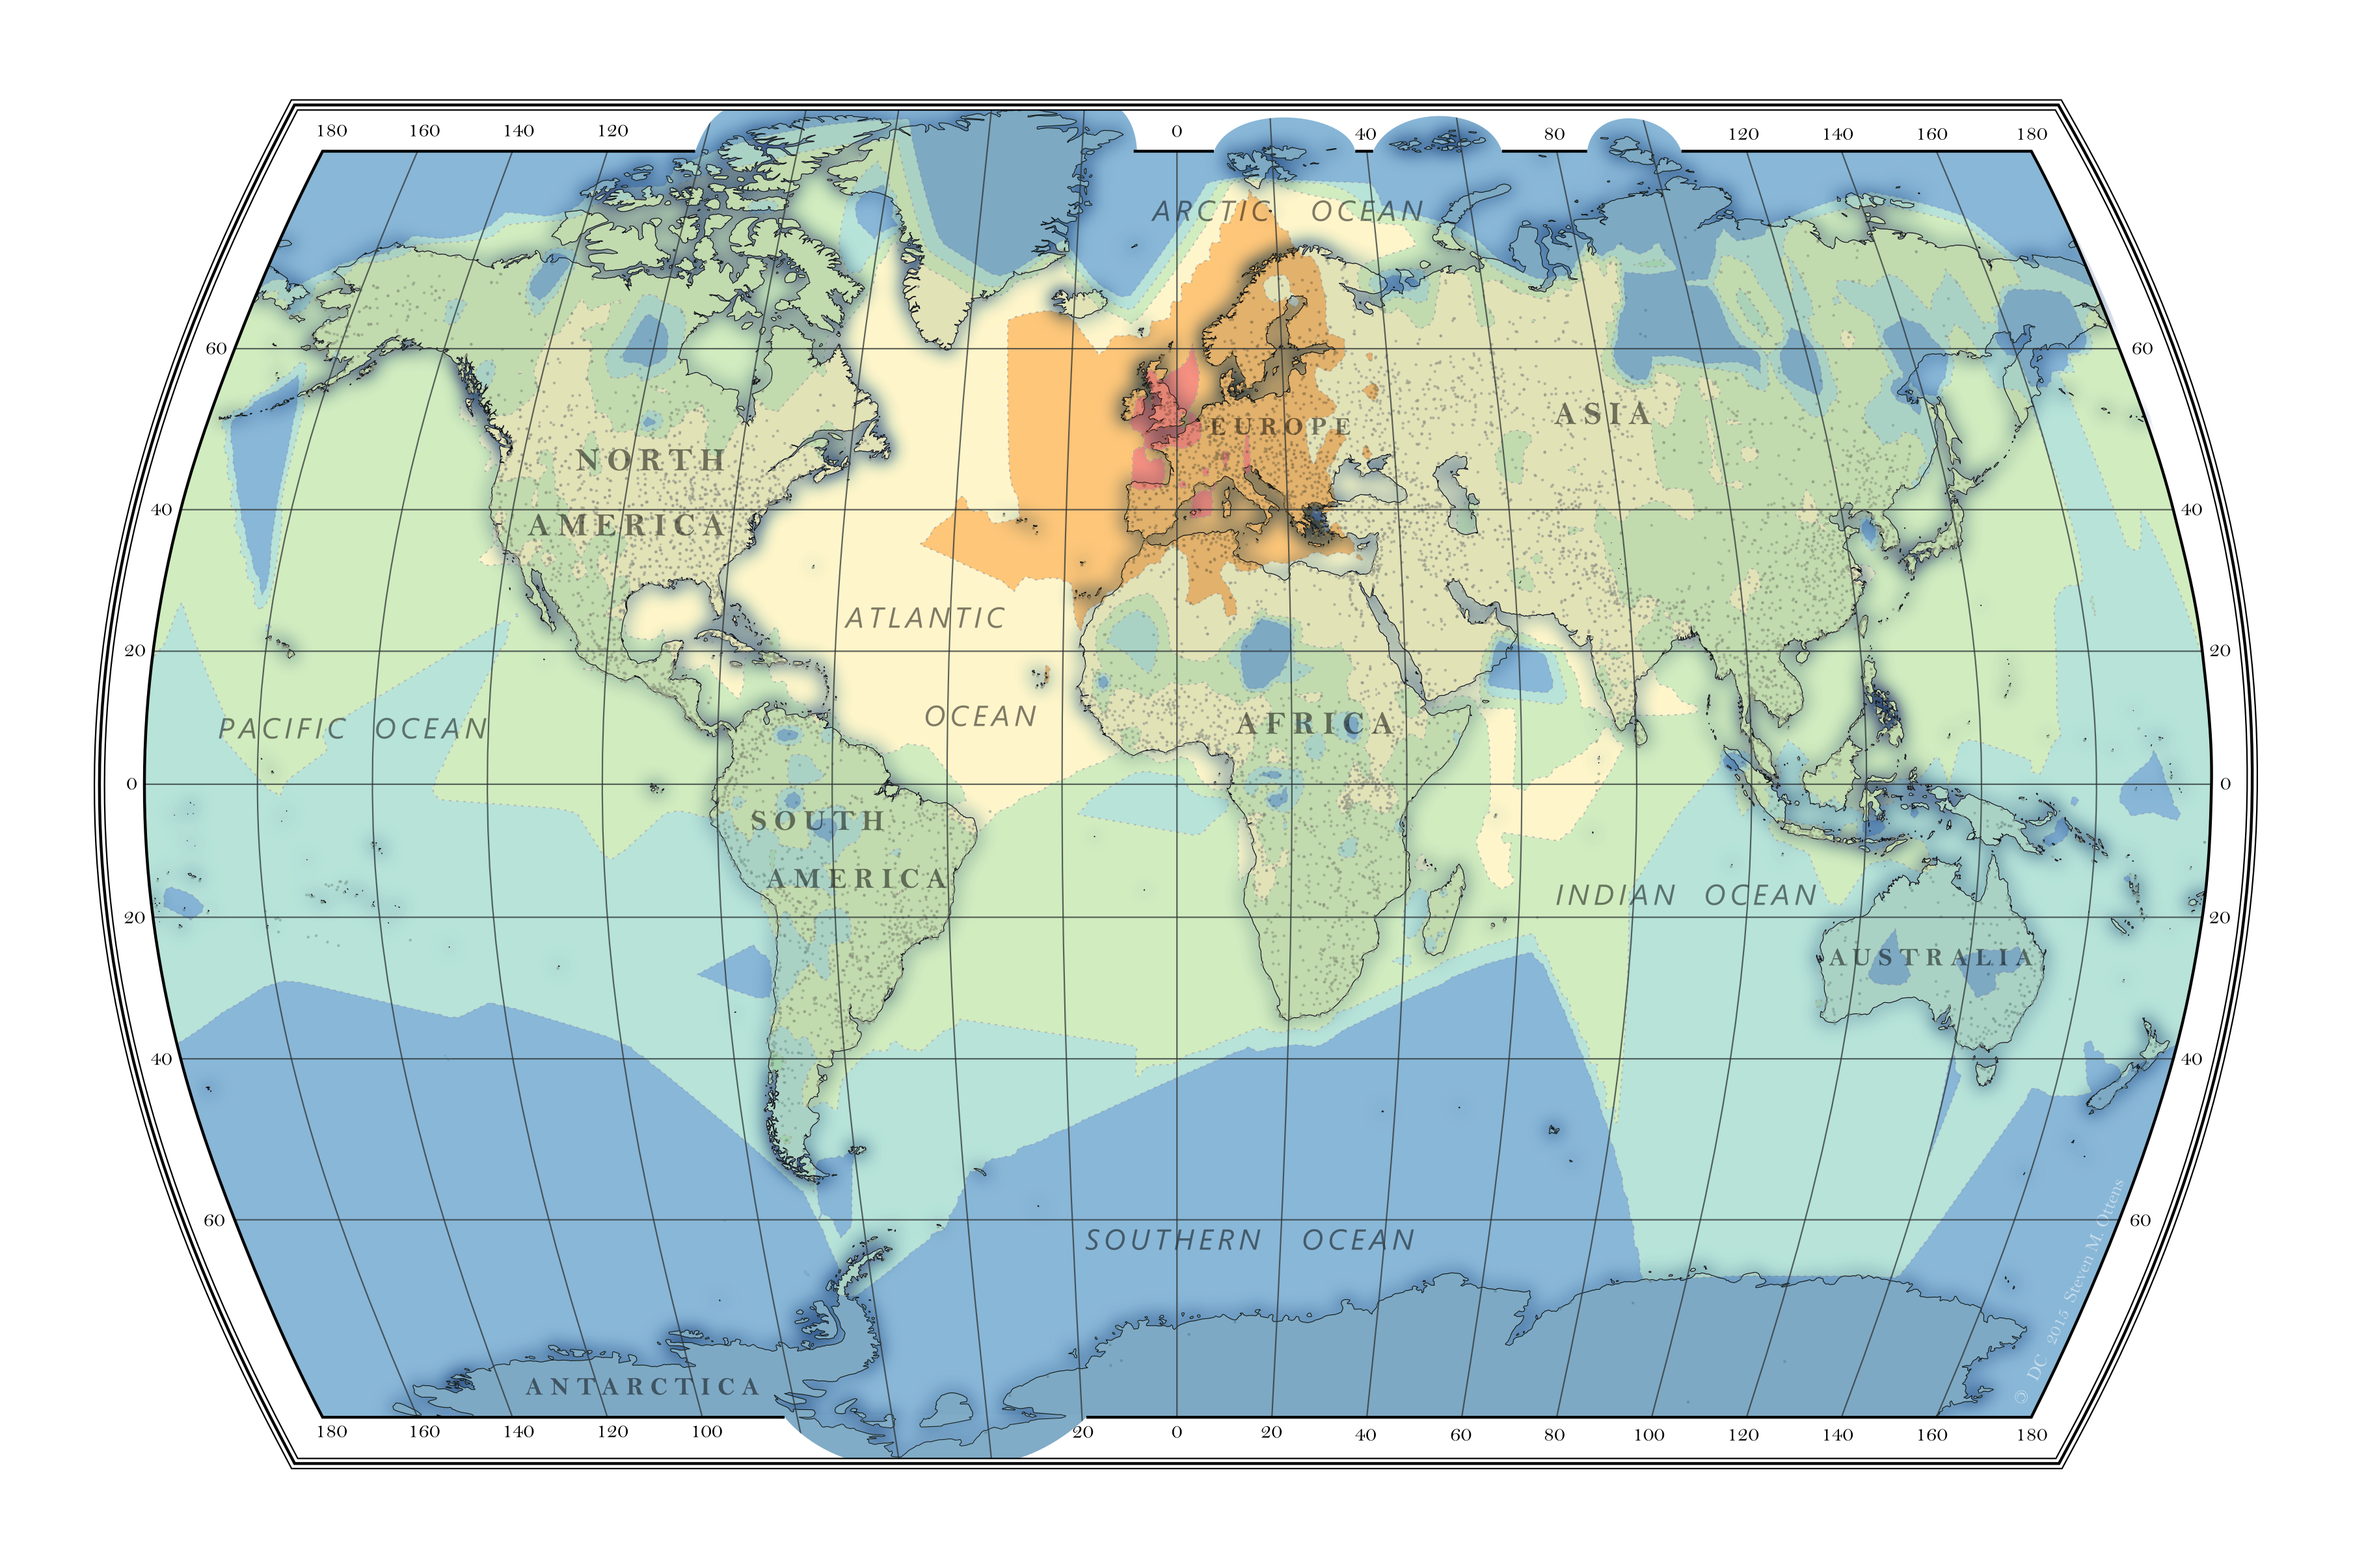 180 160 140 120 0 40 80 120 140 160 180
ARCTIC OCEAN
60 60
ASIA
EUROPE
NORTH
40 40
AMERICA
ATLANTIC
20 20
OCEAN
AFRICA
PACIFIC OCEAN
0 0
SOUTH
AMERICA
INDIAN OCEAN
20 20
AUSTRALIA
40 40
60 60
SOUTHERN OCEAN
© DC 2015 Steven M. Ottens
ANTARCTICA
180 160 140 120 100 20 0 20 40 60 80 100 120 140 160 180